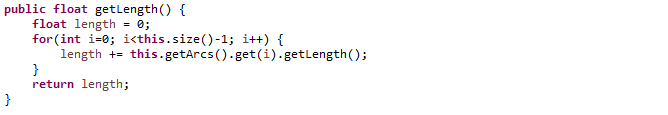 public float getLength() {
    float length = 0;
    for(int i=0; i<this.size()-1; i++) {
        length += this.getArcs().get(i).getLength();
    }
    return length;
}